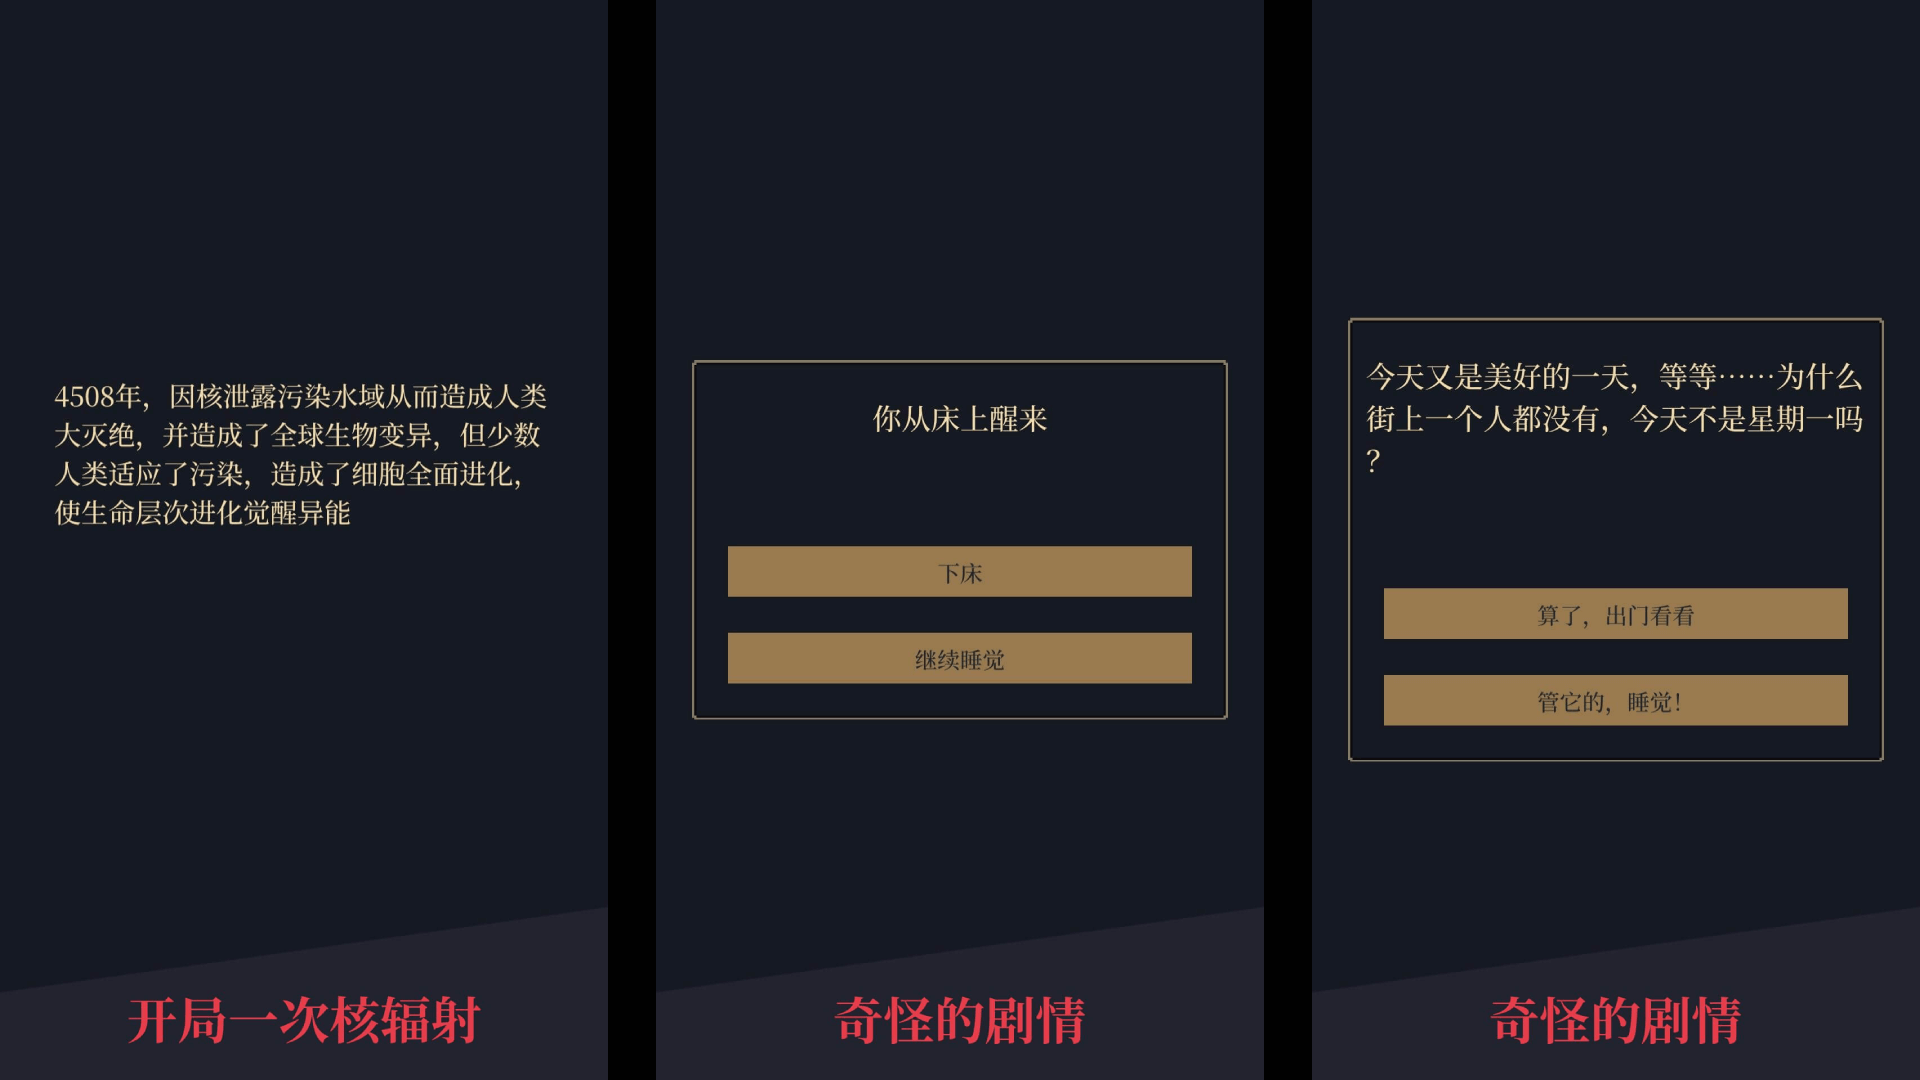 4508年，因核泄露污染水域从而造成人类
大灭绝，并造成了全球生物变异，但少数
人类适应了污染，造成了细胞全面进化，
使生命层次进化觉醒异能
开局一次核辐射
你从床上醒来
下床
继续睡觉
奇怪的剧情
今天又是美好的一天，等等……为什么
街上一个人都没有，今天不是星期一吗
？
算了，出门看看
管它的，睡觉！
奇怪的剧情